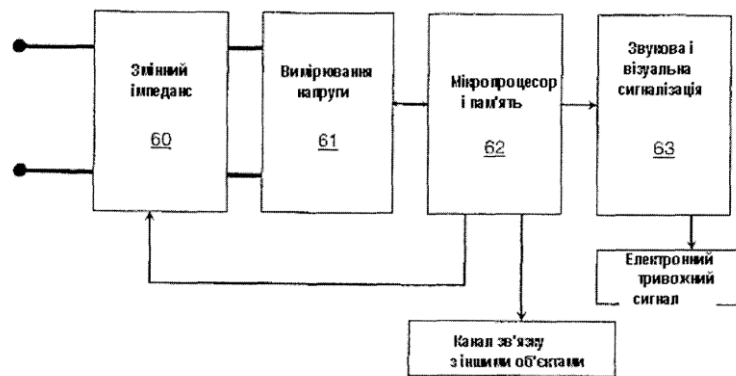 Змінний
імпеданс
60
Вимірювання
напруги
61
Мікропроцесор
і пам'ять
62
Звукова і
візуальна
сигналізація
63
Електронний
тривожний
сигнал
Канал зв'язку
з іншими об'єктами